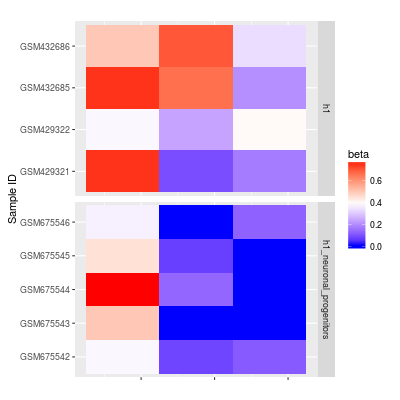 GSM432686
GSM432685
GSM429322
GSM429321
h1
GSM675546
GSM675545
GSM675544
GSM675543
GSM675542
h1_neuronal_progenitors
Sample ID
beta
0.6
0.4
0.2
0.0